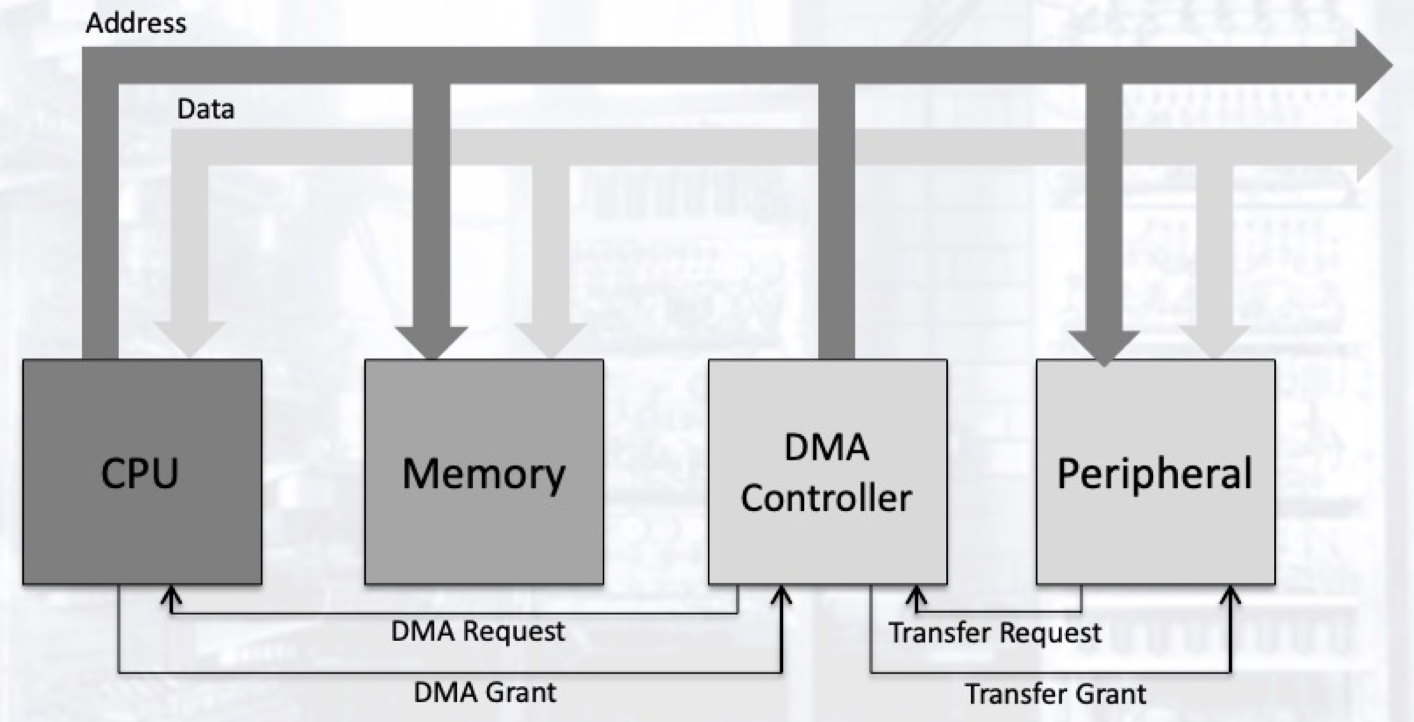 Address
Data
CPU
Memory
DMA
Controller
Peripheral
DMA Request
Transfer Request
DMA Grant
Transfer Grant